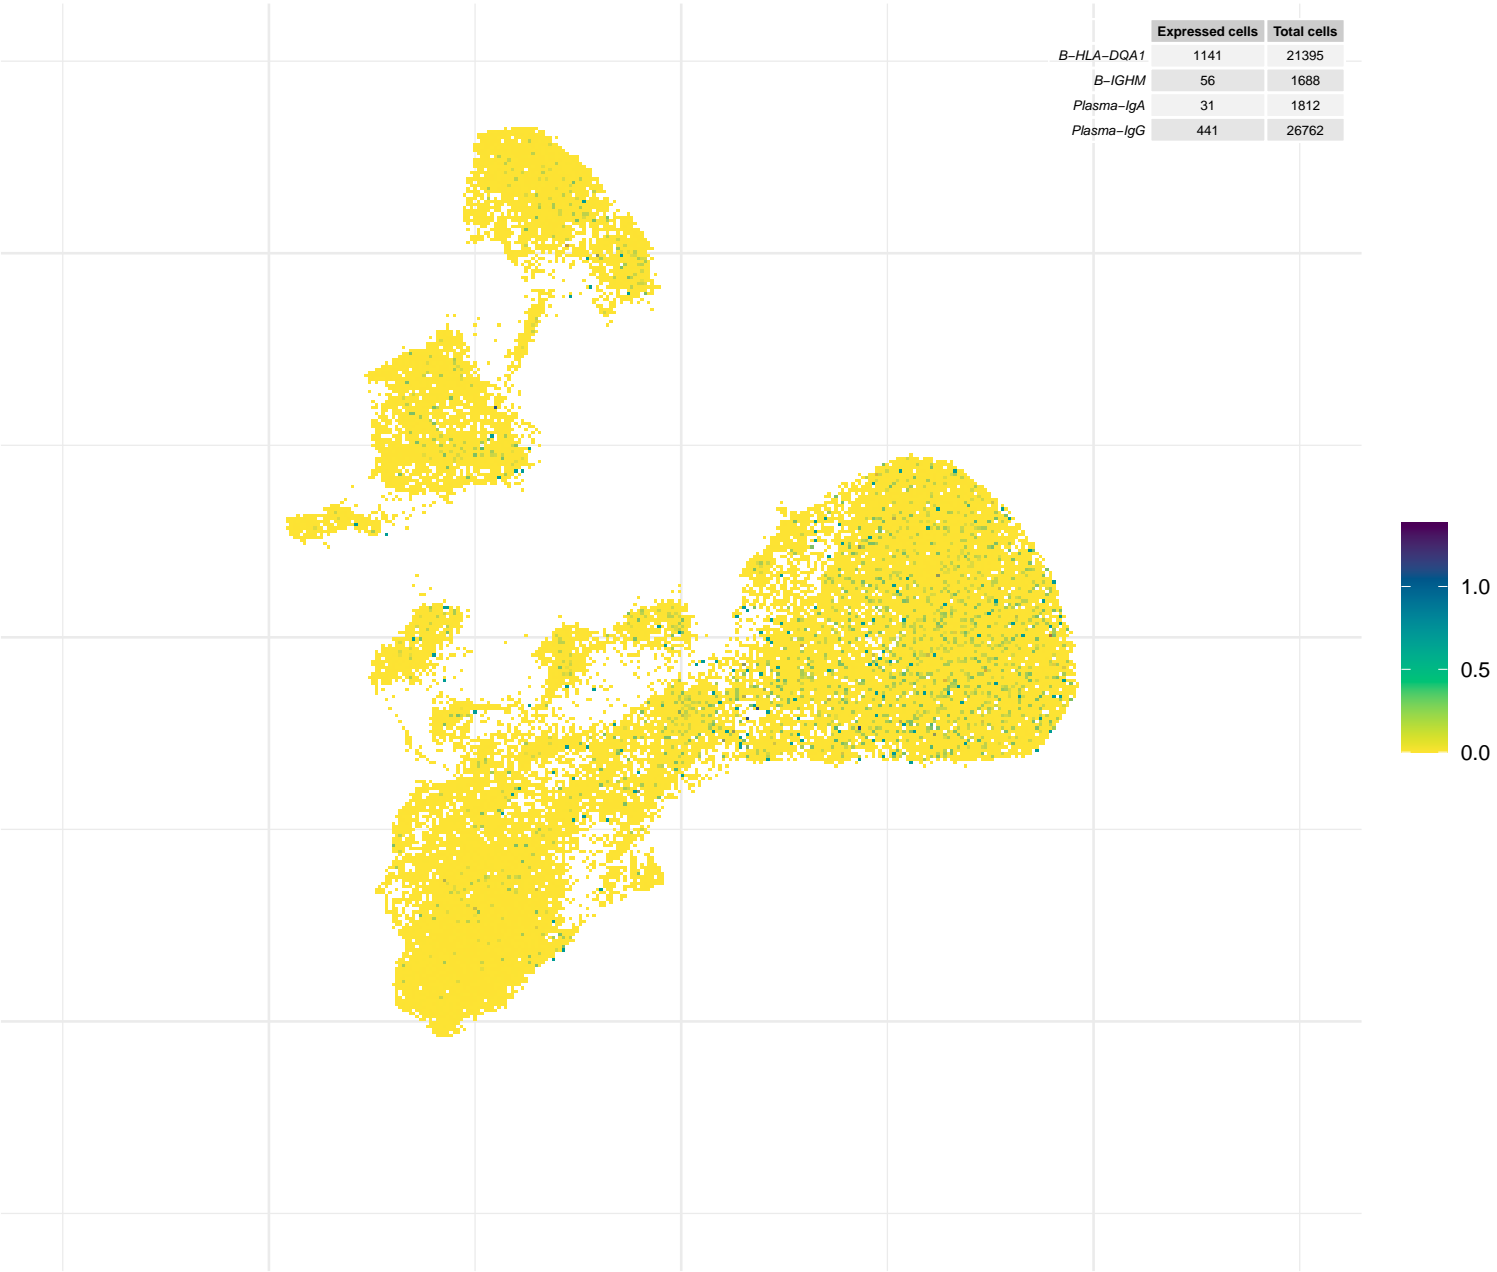 Expressed cells Total cells
B−HLA−DQA1 1141 21395
B−IGHM 56 1688
Plasma−IgA 31 1812
Plasma−IgG 441 26762
1.0
0.5
0.0